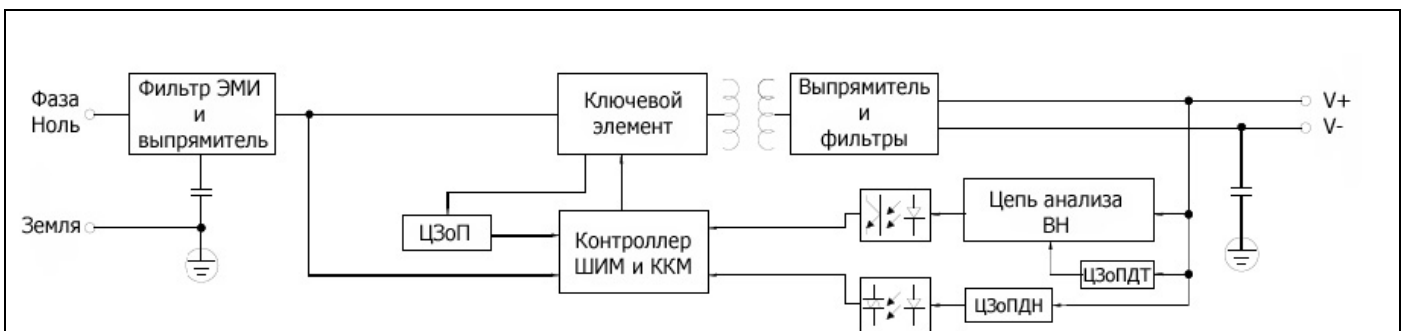 Фаза
Ноль
Фильтр ЭМИ
и
выпрямитель
Ключевой
элемент
Выпрямитель
и
фильтры
V+
V-
Земля
ЦЗоП
Контроллер
ШИМ и ККМ
Цепь анализа
ВН
ЦЗоПДТ
ЦЗоПДН